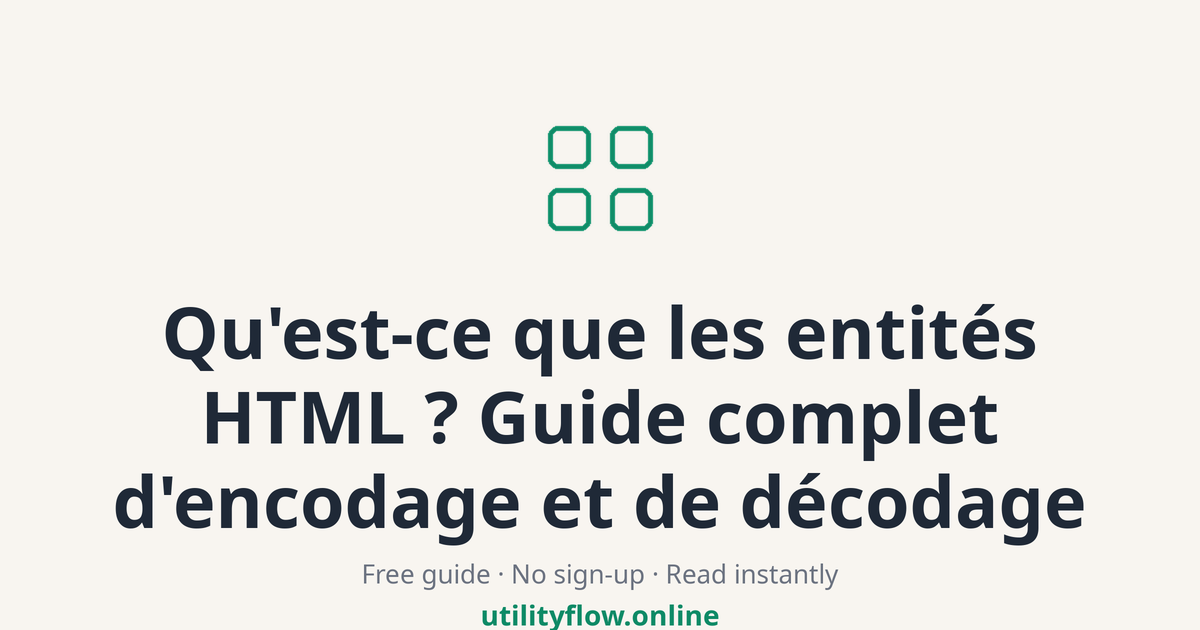 Qu'est-ce que les entités
HTML ? Guide complet
d'encodage et de décodage
Free guide · No sign-up · Read instantly
utilityflow.online